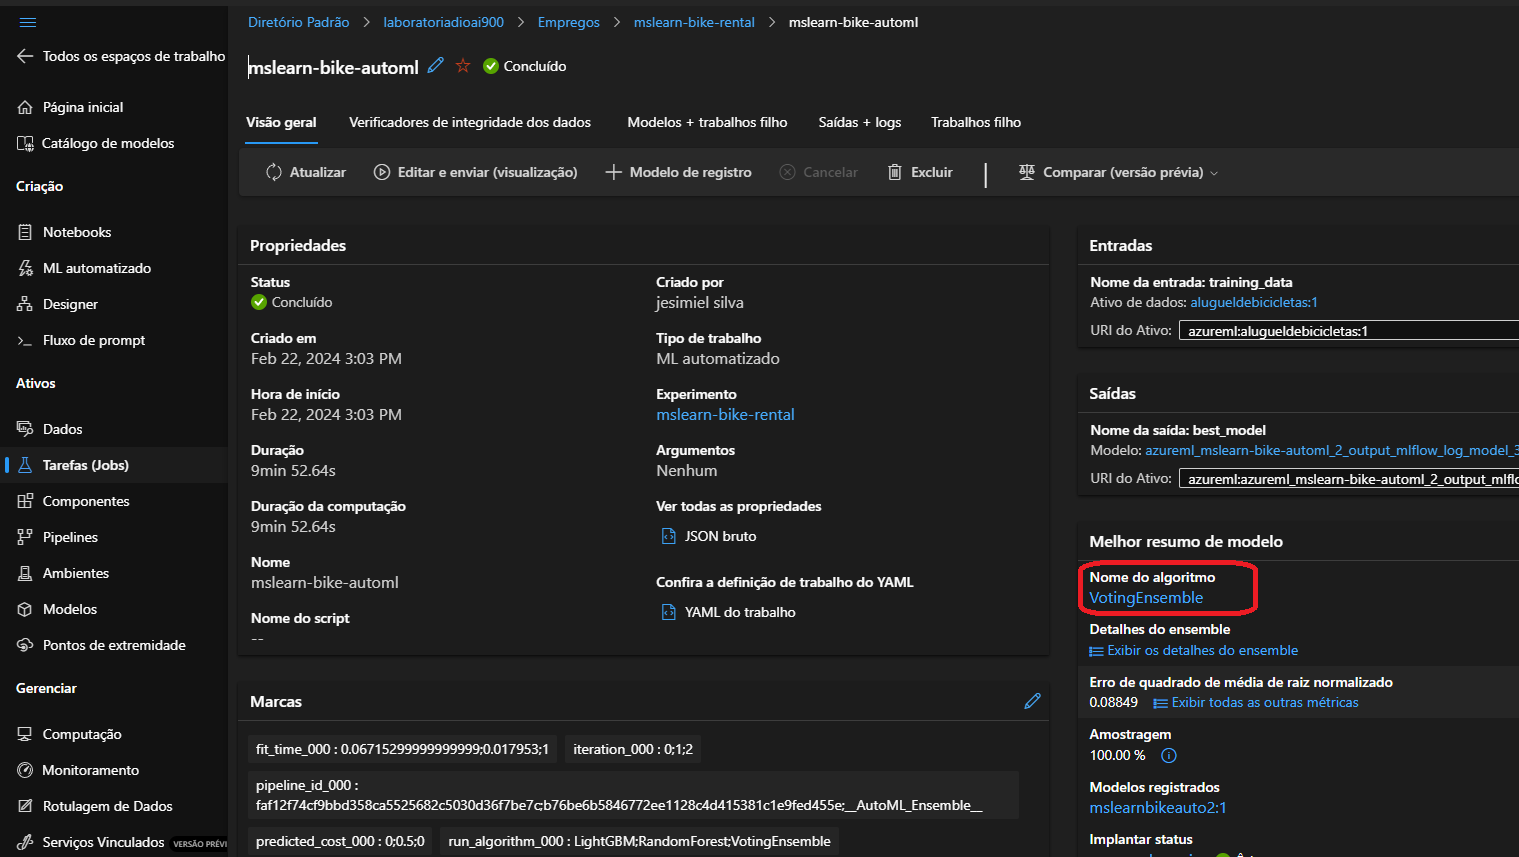 Diretório Padrão > laboratoriadioai900 > Empregos > mslearn-bike-rental > mslearn-bike-automl
Todos os espaços de trabalho
mslearn-bike-automl Concluído
Página inicial
Catálogo de modelos
Criação
Notebooks
ML automatizado
Designer
Fluxo de prompt
Ativos
Dados
Tarefas (Jobs)
Componentes
Pipelines
Ambientes
Modelos
Pontos de extremidade
Gerenciar
Computação
Monitoramento
Rotulagem de Dados
Serviços Vinculados VERSÃO PRÉVI
Visão geral Verificadores de integridade dos dados Modelos + trabalhos filho Saídas + logs Trabalhos filho
Atualizar Editar e enviar (visualização) Modelo de registro Cancelar Excluir Comparar (versão prévia)
Propriedades
Status
Concluído
Criado em
Feb 22, 2024 3:03 PM
Hora de início
Feb 22, 2024 3:03 PM
Duração
9min 52.64s
Duração da computação
9min 52.64s
Nome
mslearn-bike-automl
Nome do script
--
Criado por
jesimiel silva
Tipo de trabalho
ML automatizado
Experimento
mslearn-bike-rental
Argumentos
Nenhum
Ver todas as propriedades
JSON bruto
Confira a definição de trabalho do YAML
YAML do trabalho
Marcas
fit_time_000 : 0.06715299999999999;0.017953;1 iteration_000 : 0;1;2
pipeline_id_000 :
faf12f74cf9bbd358ca5525682c5030d36f7be7c;b76be6b5846772ee1128c4d415381c1e9fed455e;__AutoML_Ensemble__
predicted_cost_000 : 0;0.5;0 run_algorithm_000 : LightGBM;RandomForest;VotingEnsemble
Entradas
Nome da entrada: training_data
Ativo de dados: alugueldebicicletas:1
URI do Ativo: azureml:alugueldebicicletas:1
Saídas
Nome da saída: best_model
Modelo: azureml_mslearn-bike-automl_2_output_mlflow_log_model_3
URI do Ativo: azureml:azureml_mslearn-bike-automl_2_output_mlflo
Melhor resumo de modelo
Nome do algoritmo
VotingEnsemble
Detalhes do ensemble
Exibir os detalhes do ensemble
Erro de quadrado de média de raiz normalizado
0.08849 Exibir todas as outras métricas
Amostragem
100.00 %
Modelos registrados
mslearnbikeauto2:1
Implantar status